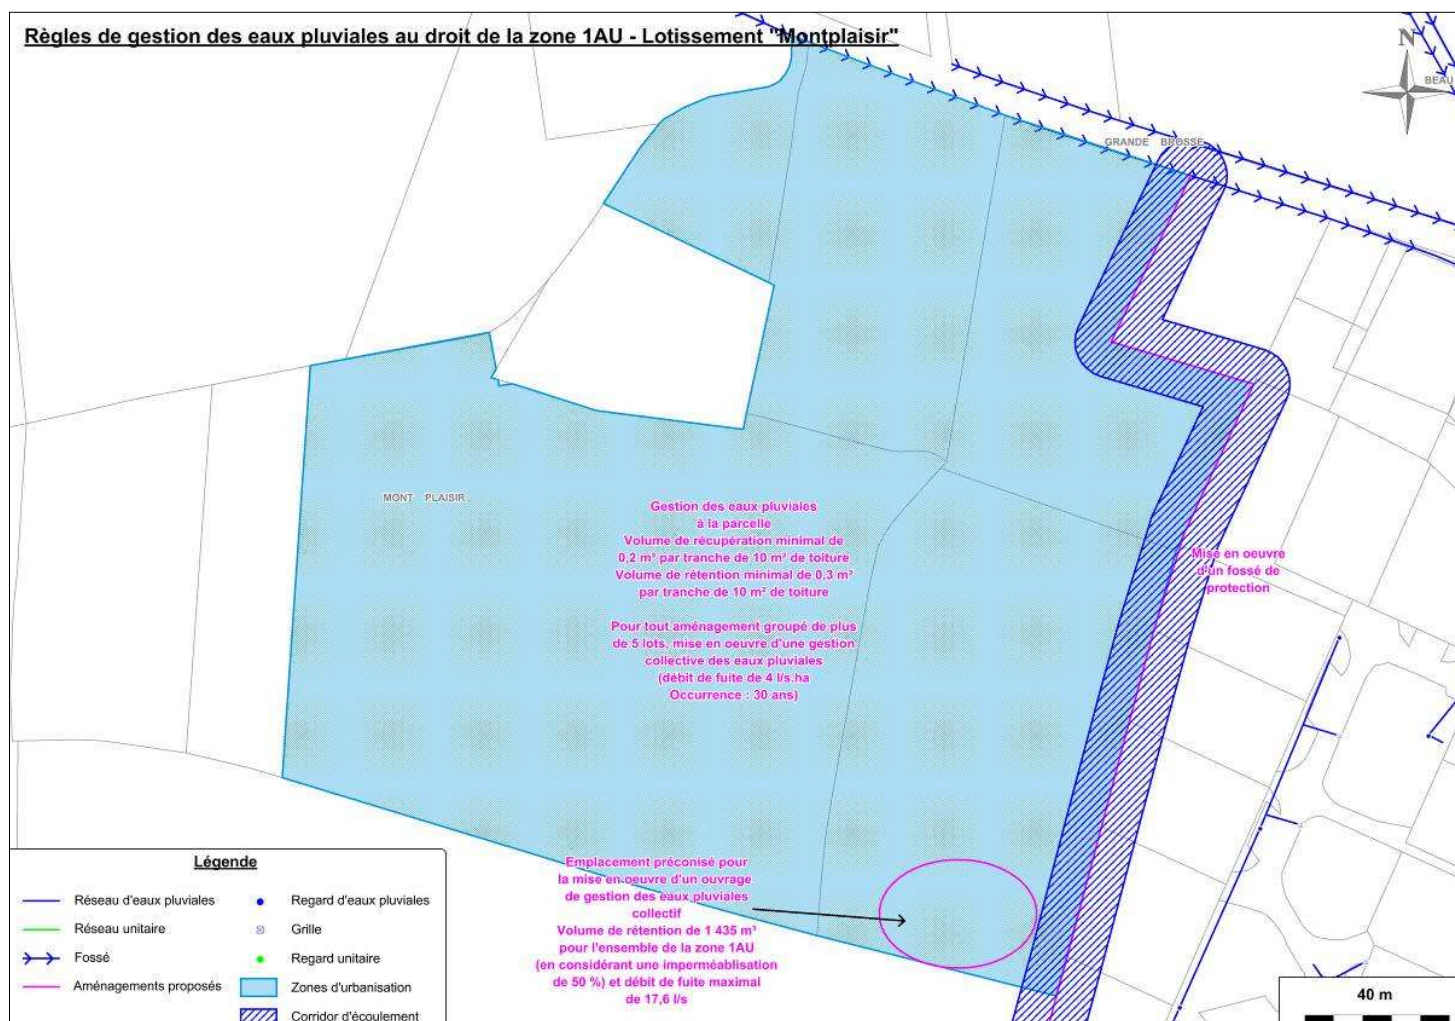 Règles de gestion des eaux pluviales au droit de la zone 1AU - Lotissement "Montplaisir"
N
BEAU
GRANDE BROSSE
MONT PLAISIR
Gestion des eaux pluviales
à la parcelle
Volume de récupération minimal de
0,2 m³ par tranche de 10 m² de toiture
Volume de rétention minimal de 0,3 m³
par tranche de 10 m² de toiture
Pour tout aménagement groupé de plus
de 5 lots, mise en oeuvre d'une gestion
collective des eaux pluviales
(débit de fuite de 4 l/s.ha
Occurrence : 30 ans)
Mise en oeuvre
d'un fossé de
protection
Emplacement préconisé pour
la mise en oeuvre d'un ouvrage
de gestion des eaux pluviales
collectif
Volume de rétention de 1 435 m³
pour l'ensemble de la zone 1AU
(en considérant une imperméablisation
de 50 %) et débit de fuite maximal
de 17,6 l/s
Légende
Réseau d'eaux pluviales
Regard d'eaux pluviales
Réseau unitaire
Grille
Fossé
Regard unitaire
Aménagements proposés
Zones d'urbanisation
Corridor d'écoulement
40 m